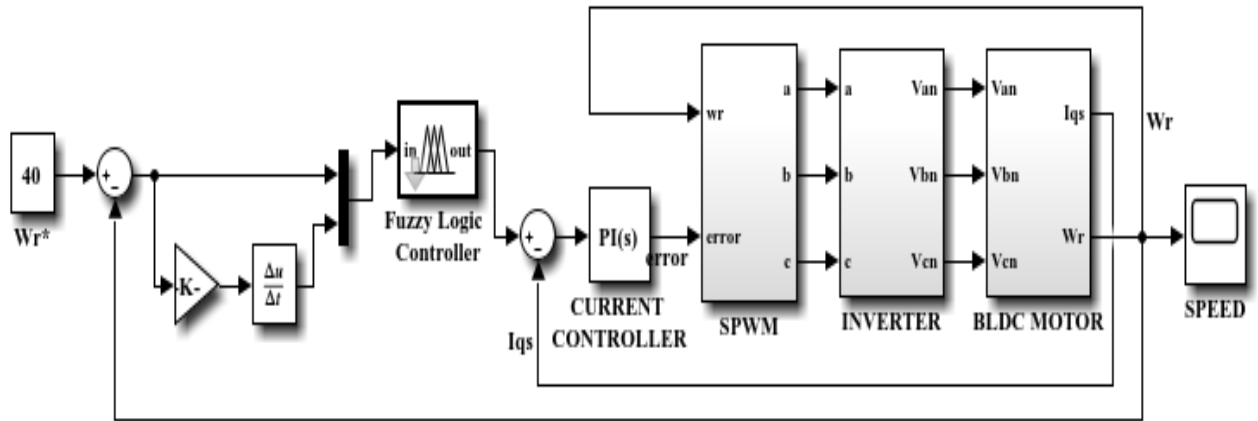 40
Wr*
+
-
-K-
Δu
Δt
in
out
Fuzzy Logic
Controller
+
-
Iqs
PI(s)
error
CURRENT
CONTROLLER
wr
error
a
b
c
SPWM
a
b
c
Van
Vbn
Vcn
INVERTER
Van
Vbn
Vcn
Iqs
Wr
BLDC MOTOR
Wr
SPEED